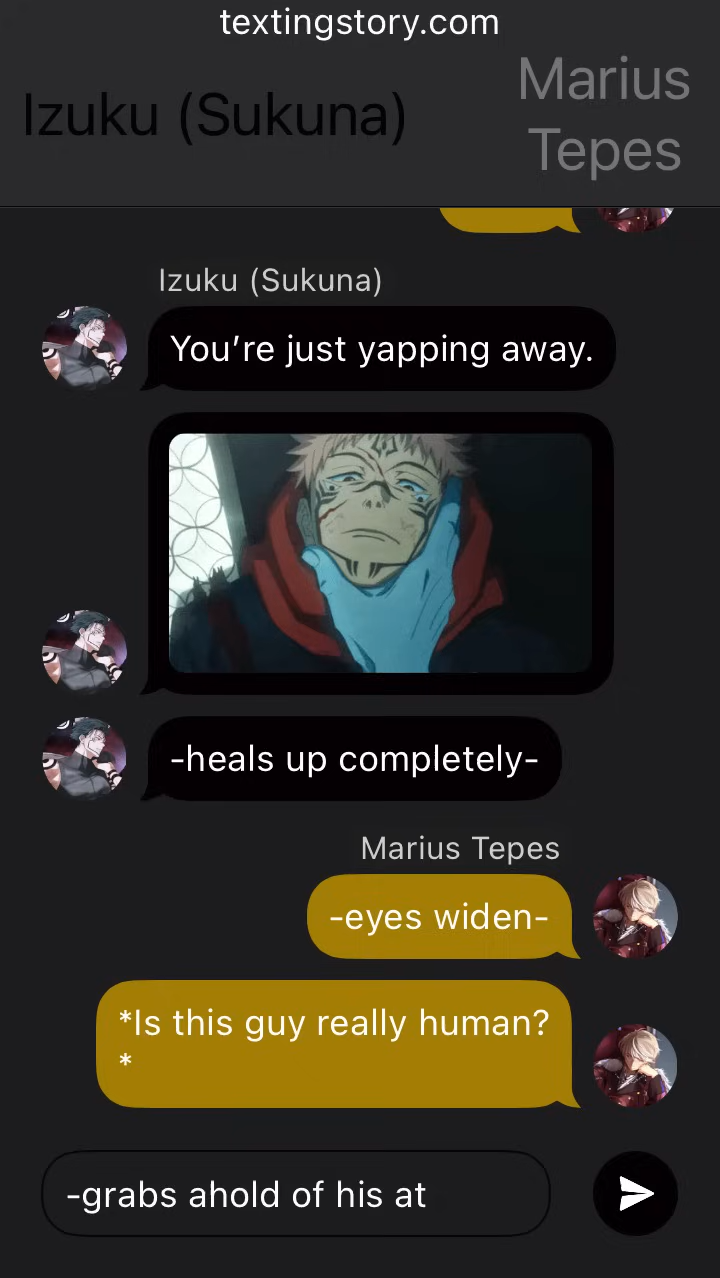 textingstory.com
Izuku (Sukuna)
Marius
Tepes
Izuku (Sukuna)
You’re just yapping away.
-heals up completely-
Marius Tepes
-eyes widen-
*Is this guy really human?
*
-grabs ahold of his at